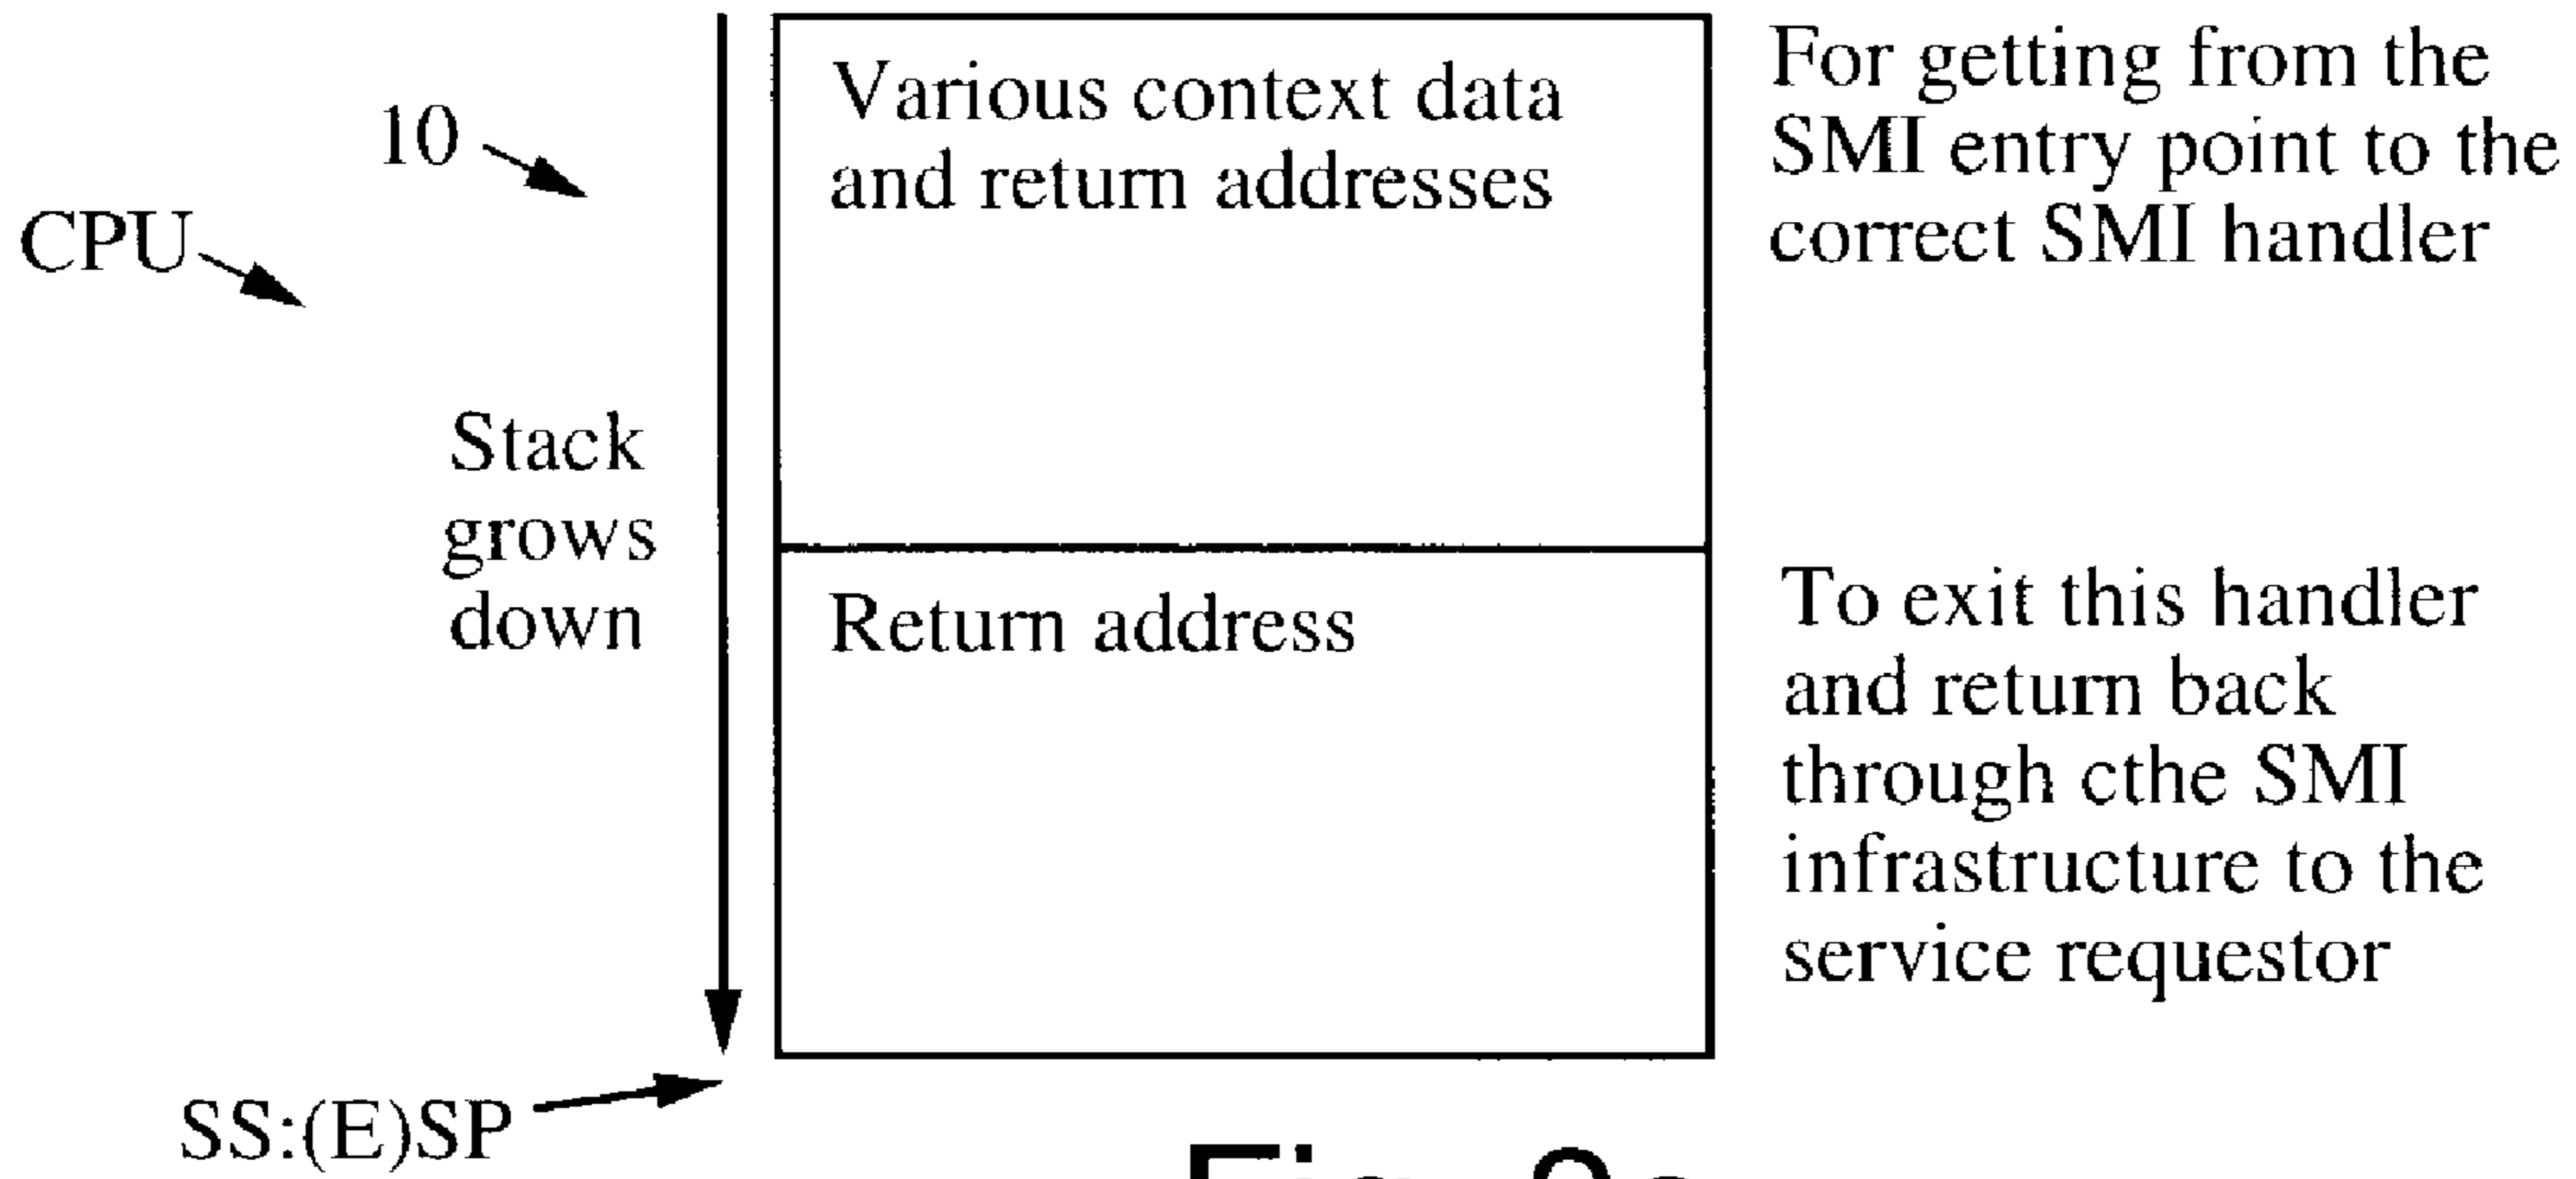 10
CPU
Stack
grows
down
SS:(E)SP
Various context data
and return addresses
Return address
For getting from the
SMI entry point to the
correct SMI handler
To exit this handler
and return back
through cthe SMI
infrastructure to the
service requestor